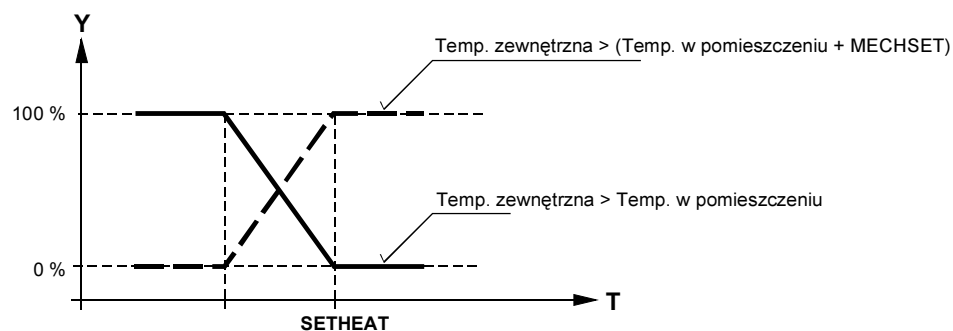 Y
Temp. zewnętrzna > (Temp. w pomieszczeniu + MECHSET)
100 %
Temp. zewnętrzna > Temp. w pomieszczeniu
0 %
T
SETHEAT